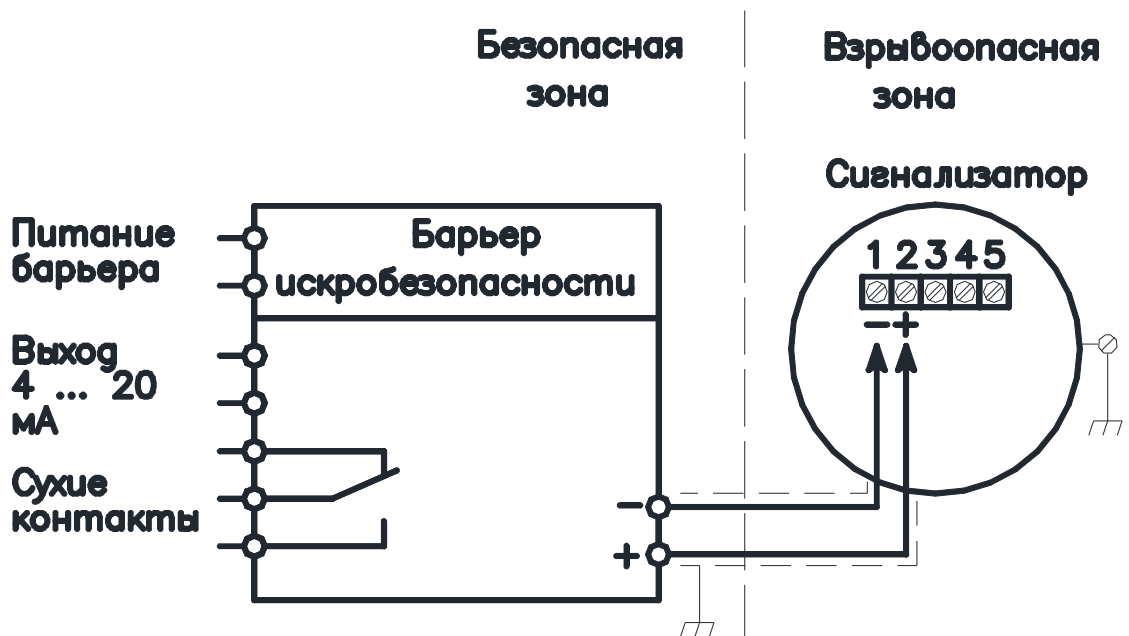 Безопасная
зона
Взрывоопасная
зона
Сигнализатор
Питание
барьера
Барьер
искробезопасности
1 2 3 4 5
− +
Выход
4 ... 20
мА
Сухие
контакты
−
+